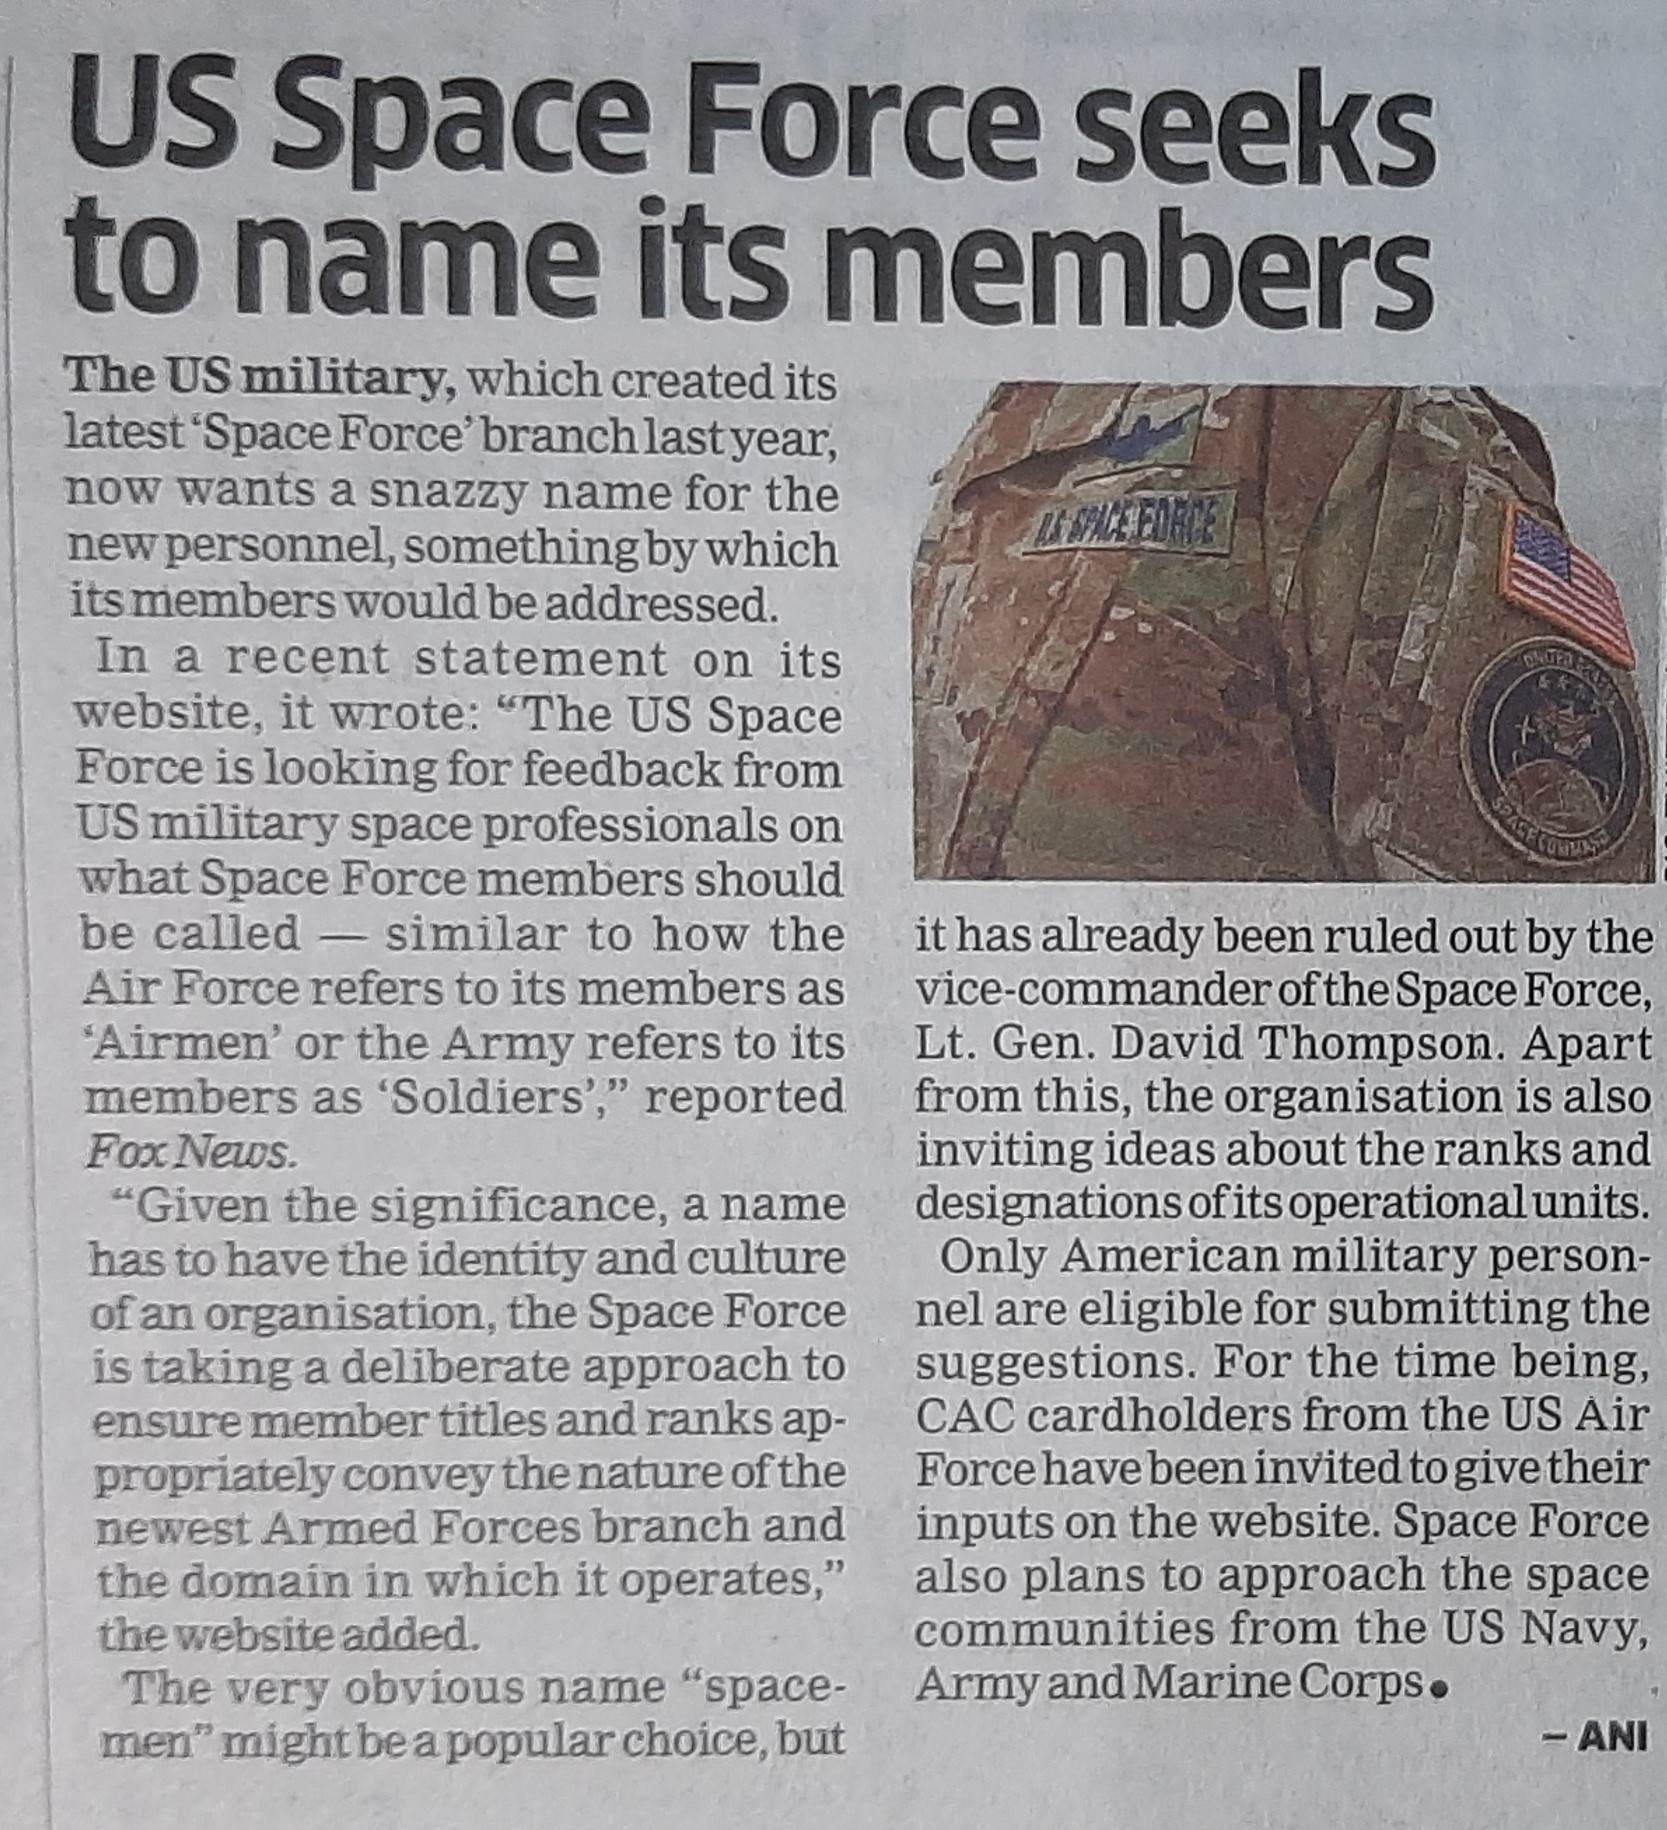 US Space Force seeks
to name its members
The US military, which created its
latest ‘Space Force’ branch last year,
now wants a snazzy name for the
new personnel, something by which
its members would be addressed.
In a recent statement on its
website, it wrote: “The US Space
Force is looking for feedback from
US military space professionals on
what Space Force members should
be called — similar to how the
Air Force refers to its members as
‘Airmen’ or the Army refers to its
members as ‘Soldiers’,” reported
Fox News.
“Given the significance, a name
has to have the identity and culture
of an organisation, the Space Force
is taking a deliberate approach to
ensure member titles and ranks ap-
propriately convey the nature of the
newest Armed Forces branch and
the domain in which it operates,”
the website added.
The very obvious name “space-
men” might be a popular choice, but
U.S. SPACE FORCE
UNITED STATES
SPACE COMMAND
it has already been ruled out by the
vice-commander of the Space Force,
Lt. Gen. David Thompson. Apart
from this, the organisation is also
inviting ideas about the ranks and
designations of its operational units.
Only American military person-
nel are eligible for submitting the
suggestions. For the time being,
CAC cardholders from the US Air
Force have been invited to give their
inputs on the website. Space Force
also plans to approach the space
communities from the US Navy,
Army and Marine Corps●
– ANI